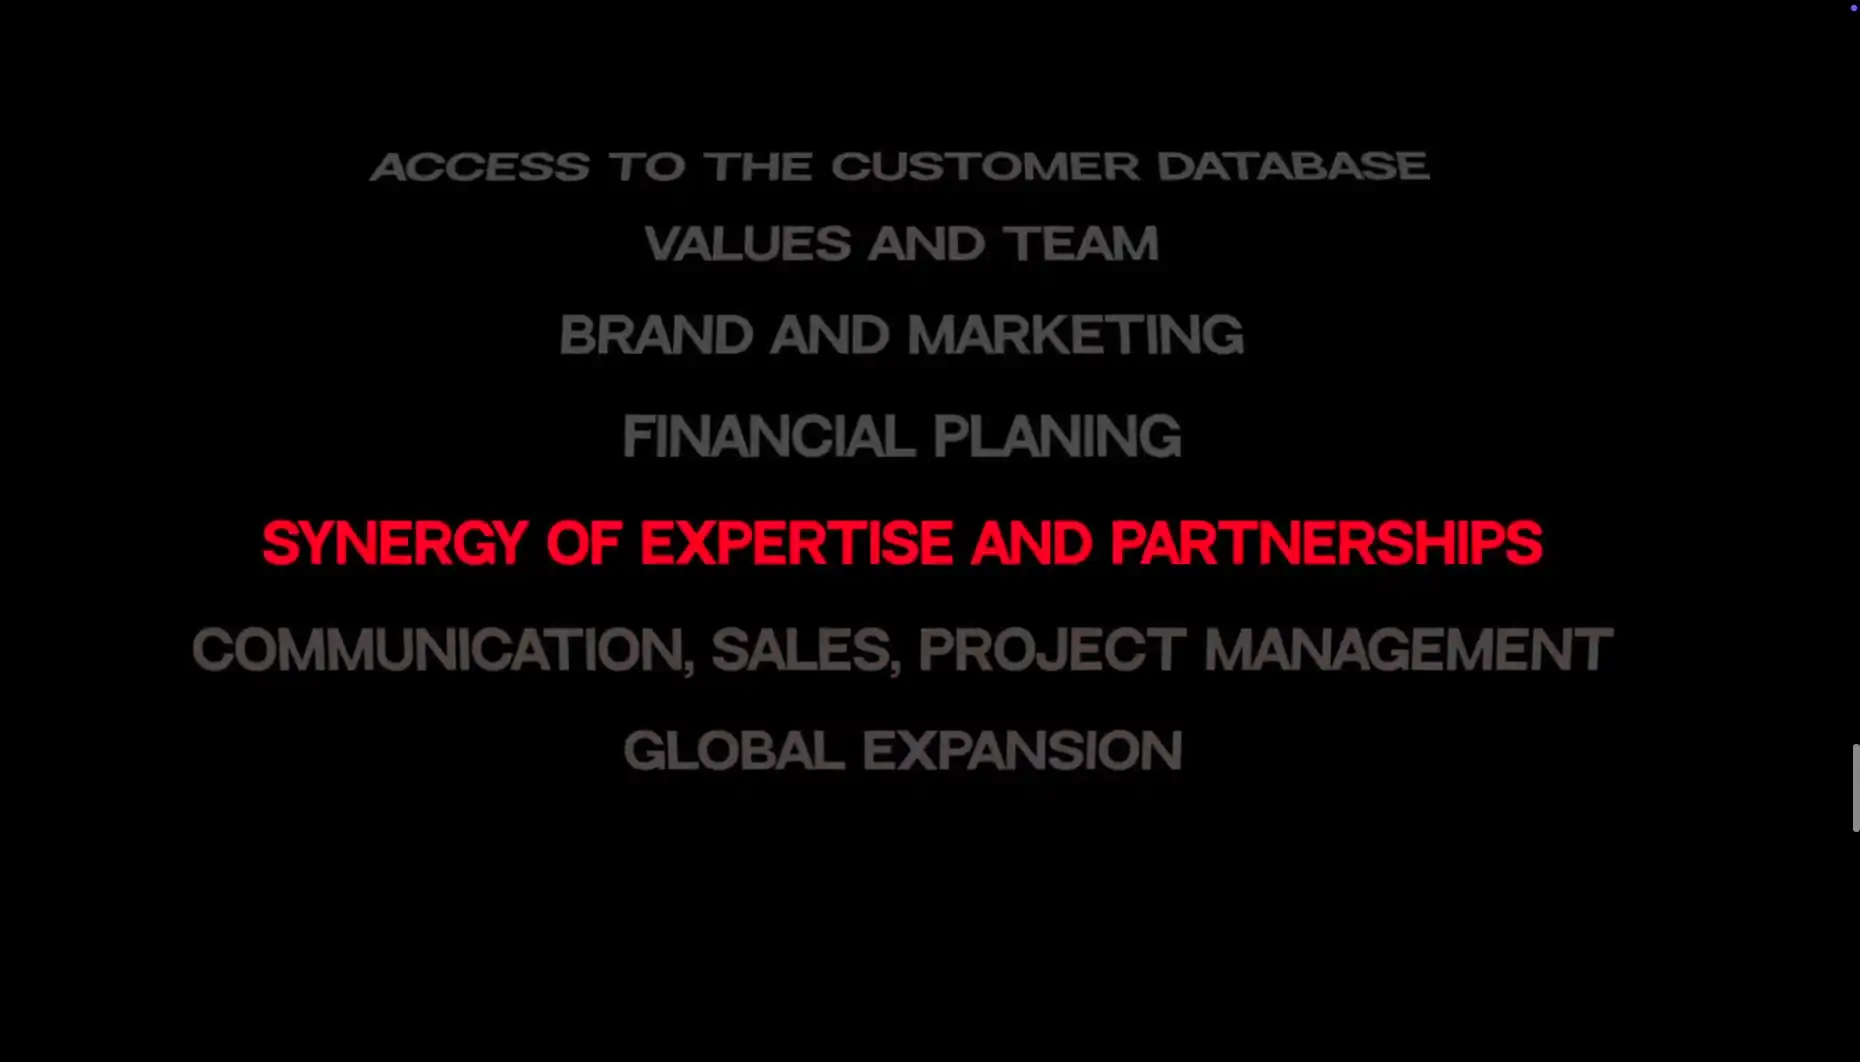 ACCESS TO THE CUSTOMER DATABASE
VALUES AND TEAM
BRAND AND MARKETING
FINANCIAL PLANING
SYNERGY OF EXPERTISE AND PARTNERSHIPS
COMMUNICATION, SALES, PROJECT MANAGEMENT
GLOBAL EXPANSION